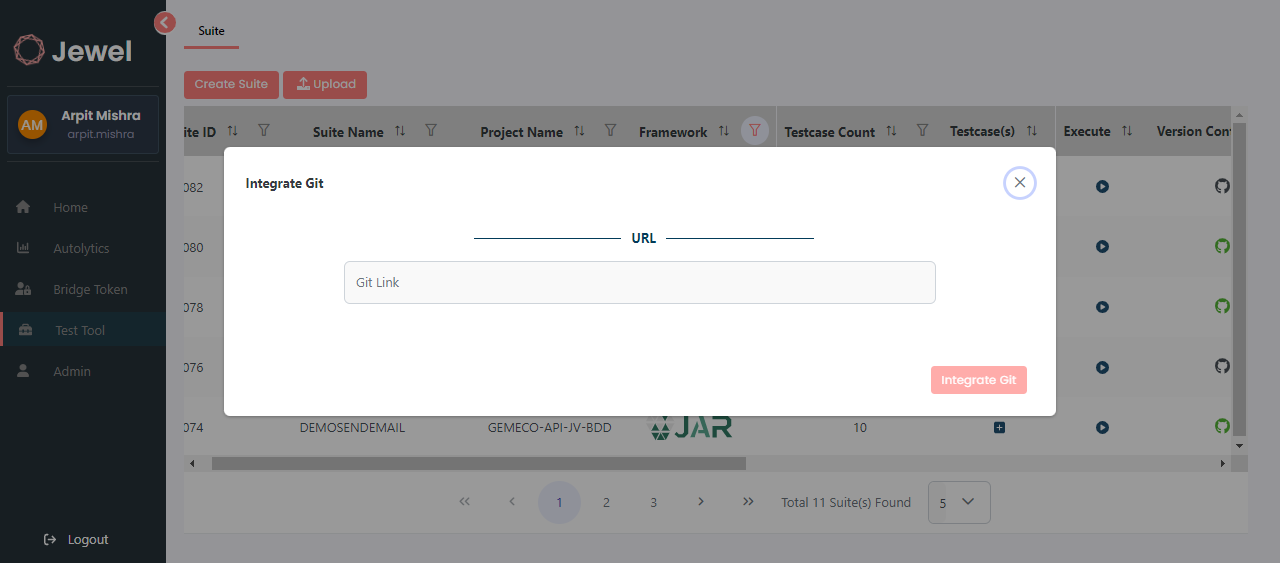 Jewel
AM
Arpit Mishra
arpit.mishra
Home
Autolytics
Bridge Token
Test Tool
Admin
Logout
Suite
Create Suite
Upload
ite ID
Suite Name
Project Name
Framework
Testcase Count
Testcase(s)
Execute
Version Con
082
080
078
076
074
DEMOSENDEMAIL
GEMECO-API-JV-BDD
JAR
10
Integrate Git
URL
Git Link
Integrate Git
1
2
3
Total 11 Suite(s) Found
5